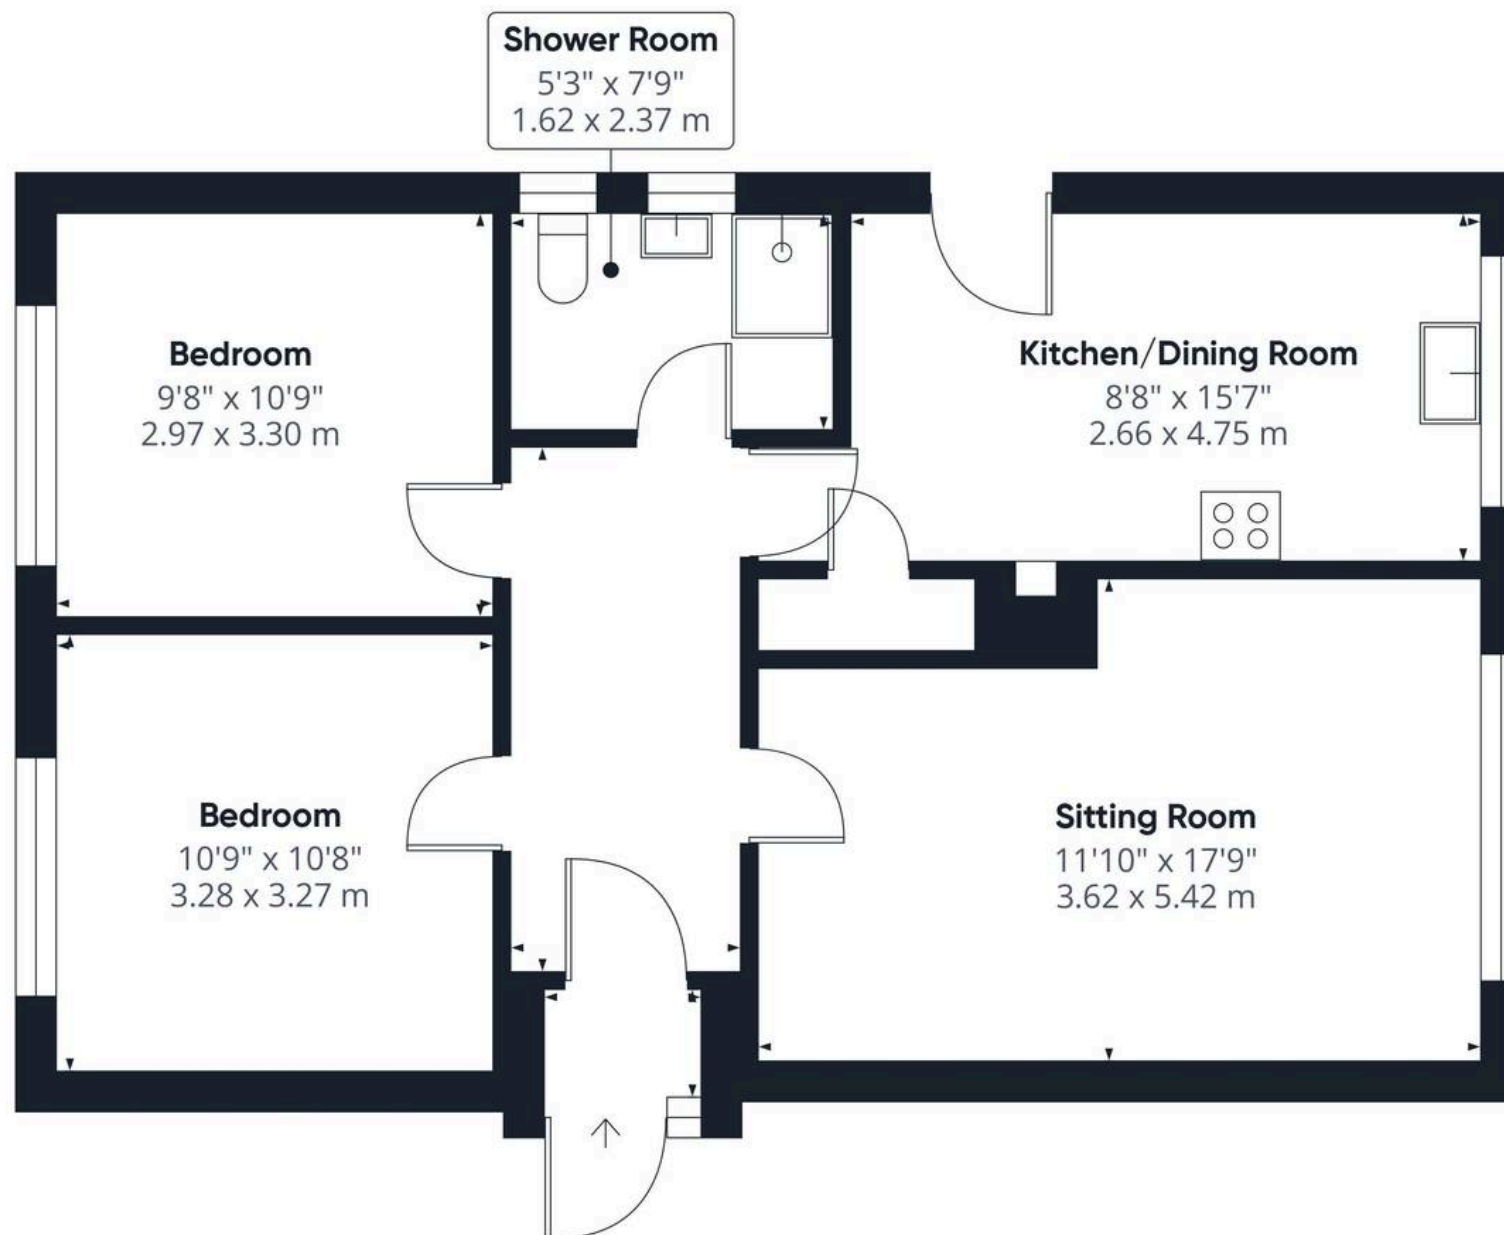 Shower Room
5'3" x 7'9"
1.62 x 2.37 m
Bedroom
9'8" x 10'9"
2.97 x 3.30 m
Kitchen/Dining Room
8'8" x 15'7"
2.66 x 4.75 m
Bedroom
10'9" x 10'8"
3.28 x 3.27 m
Sitting Room
11'10" x 17'9"
3.62 x 5.42 m